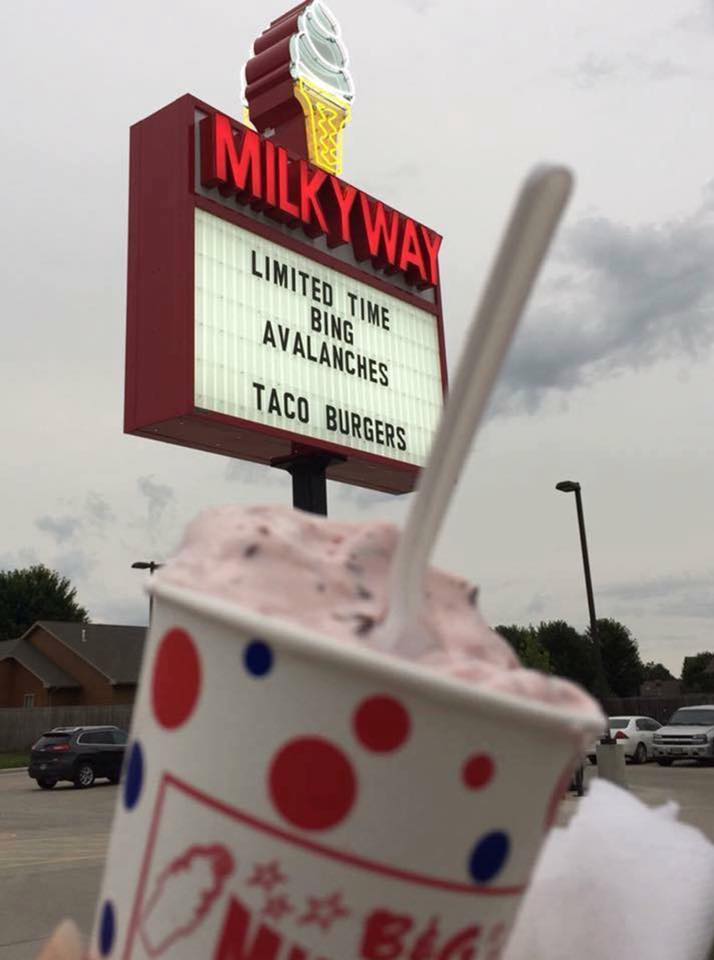 MILKYWAY
LIMITED TIME
BING
AVALANCHES
TACO BURGERS